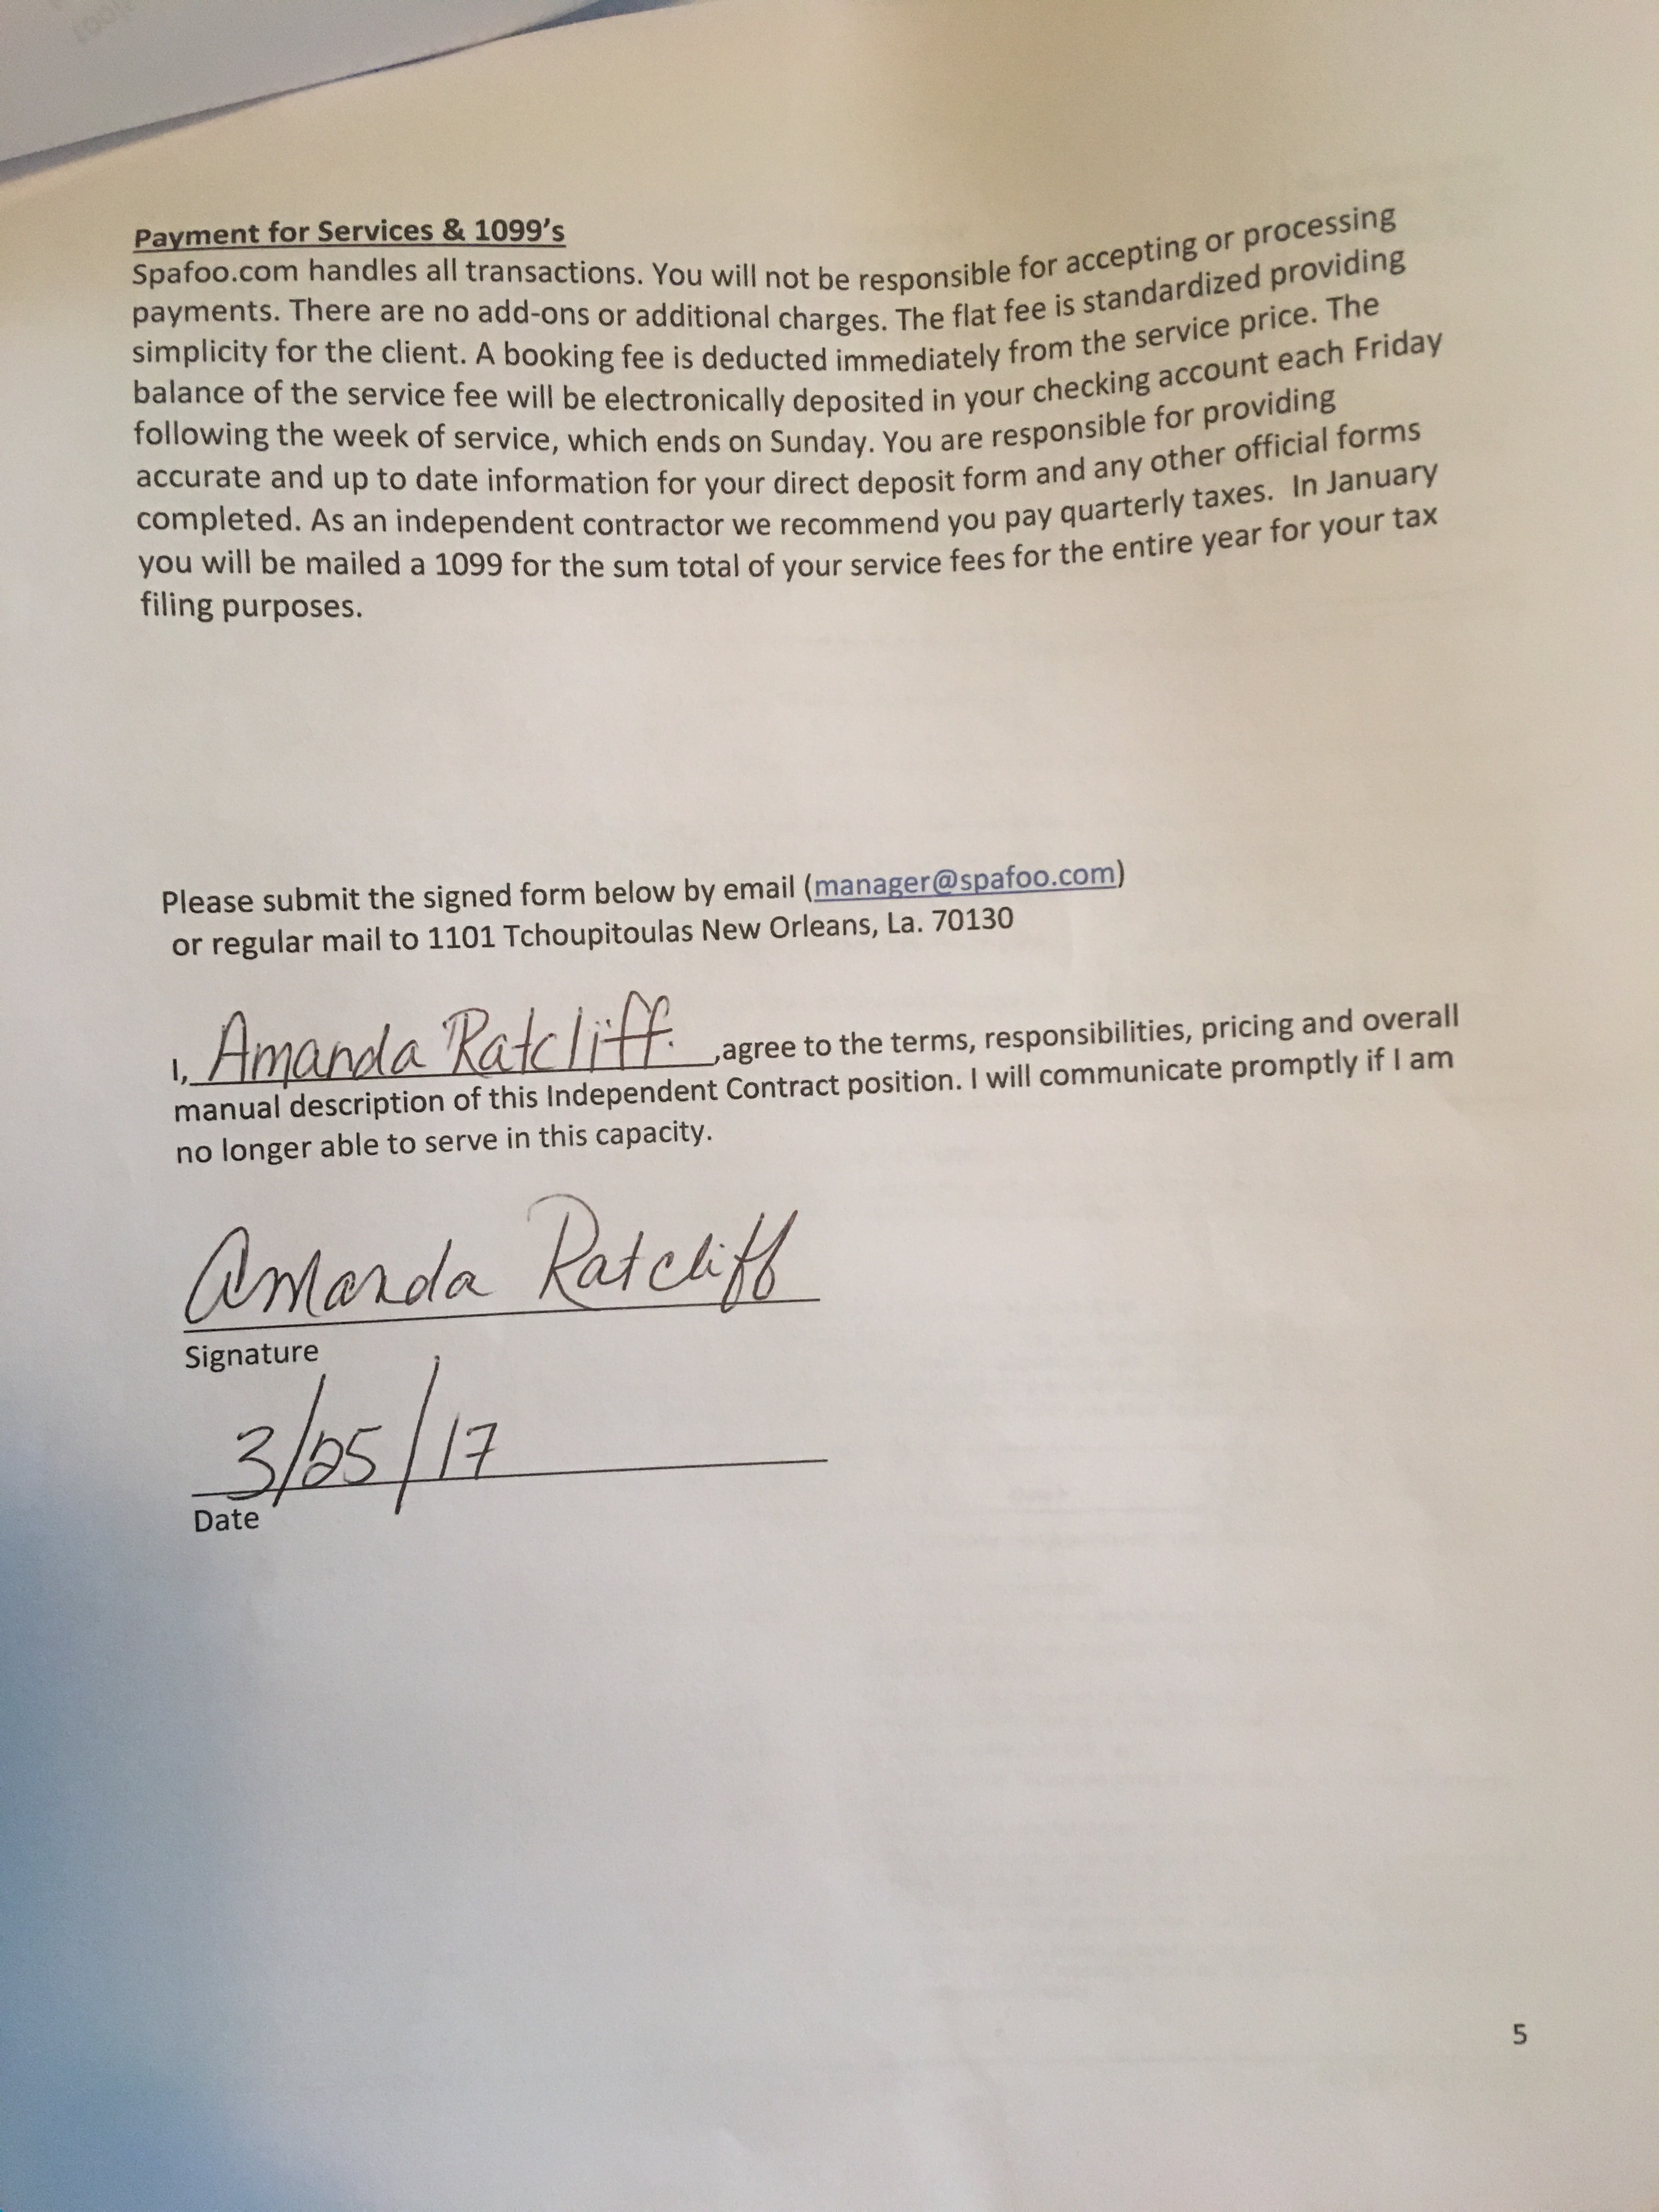 Payment for Services & 1099's
Spafoo.com handles all transactions. You will not be responsible for accepting or processing
payments. There are no add-ons or additional charges. The flat fee is standardized providing
simplicity for the client. A booking fee is deducted immediately from the service price. The
balance of the service fee will be electronically deposited in your checking account each Friday
following the week of service, which ends on Sunday. You are responsible for providing
accurate and up to date information for your direct deposit form and any other official forms
completed. As an independent contractor we recommend you pay quarterly taxes. In January
you will be mailed a 1099 for the sum total of your service fees for the entire year for your tax
filing purposes.
Please submit the signed form below by email (manager@spafoo.com)
or regular mail to 1101 Tchoupitoulas New Orleans, La. 70130
I, Amanda Ratcliff. ,agree to the terms, responsibilities, pricing and overall
manual description of this Independent Contract position. I will communicate promptly if I am
no longer able to serve in this capacity.
Amanda Ratcliff
Signature
3/25/17
Date
5